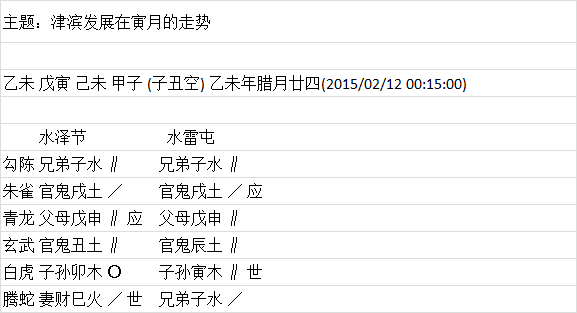 主题：津滨发展在寅月的走势
乙未 戊寅 己未 甲子 (子丑空) 乙未年腊月廿四(2015/02/12 00:15:00)
水泽节 水雷屯
勾陈 兄弟子水 ∥ 兄弟子水 ∥
朱雀 官鬼戌土 ／ 官鬼戌土 ／ 应
青龙 父母戊申 ∥ 应 父母戊申 ∥
玄武 官鬼丑土 ∥ 官鬼辰土 ∥
白虎 子孙卯木 O 子孙寅木 ∥ 世
腾蛇 妻财巳火 ／ 世 兄弟子水 ／